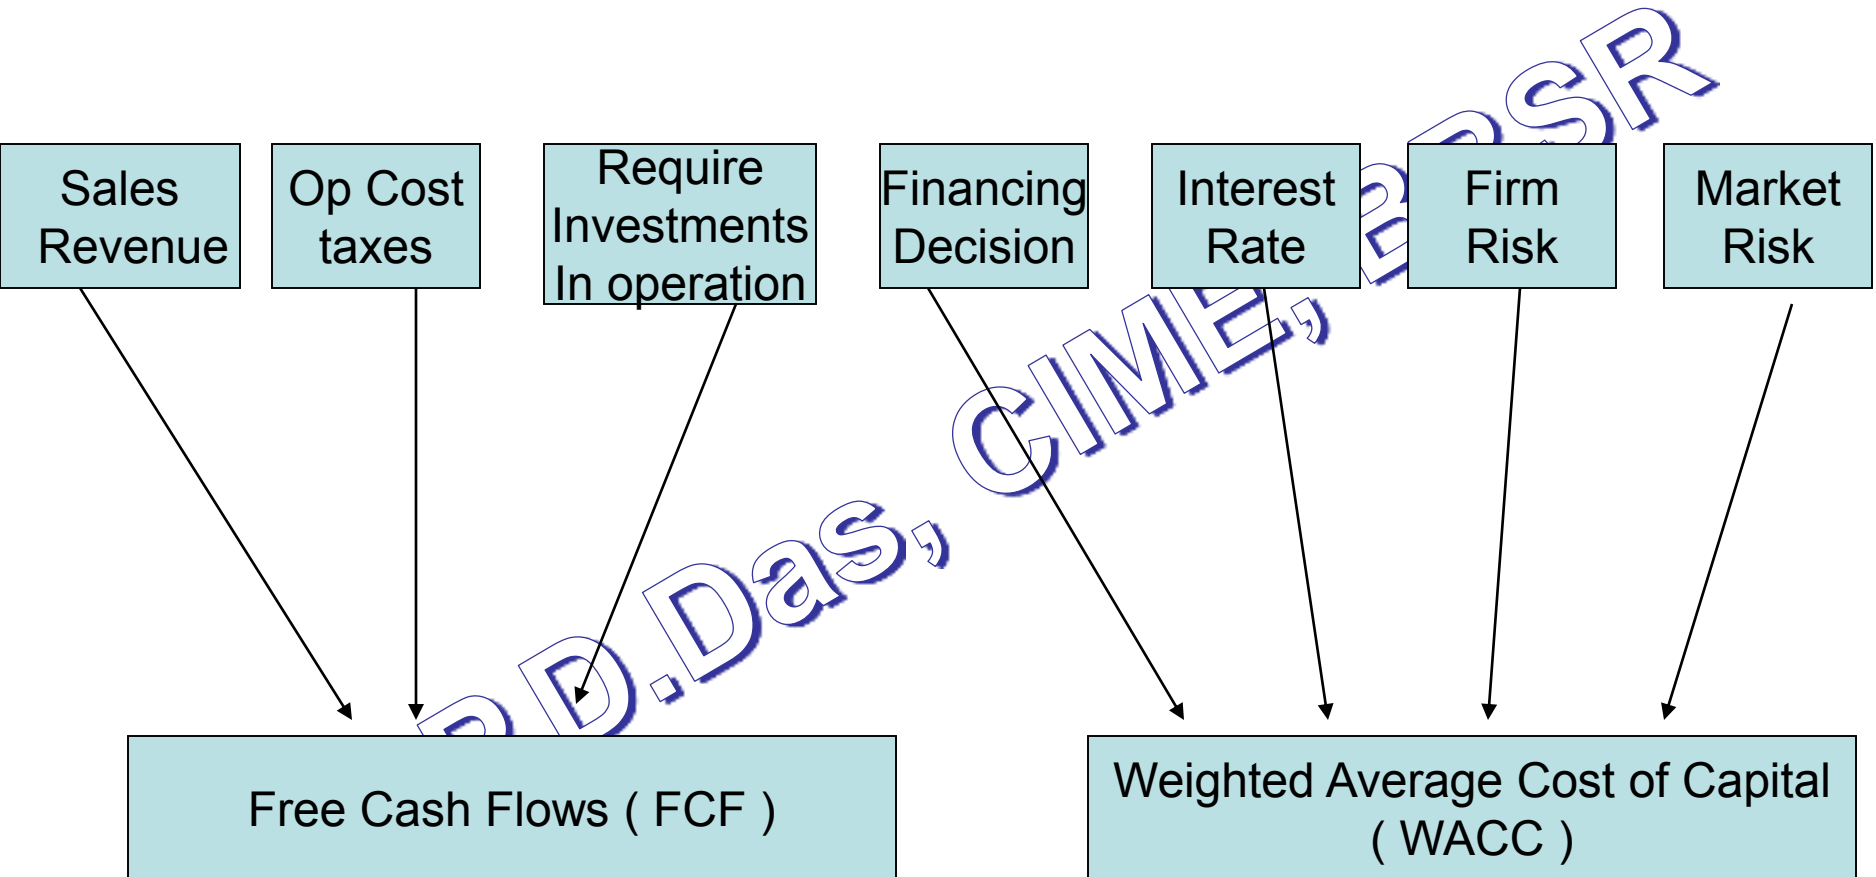 Sales
Revenue
Op Cost
taxes
Require
Investments
In operation
Financing
Decision
Interest
Rate
Firm
Risk
Market
Risk
.D.Das, CIME, BBSR
Free Cash Flows ( FCF )
Weighted Average Cost of Capital
( WACC )